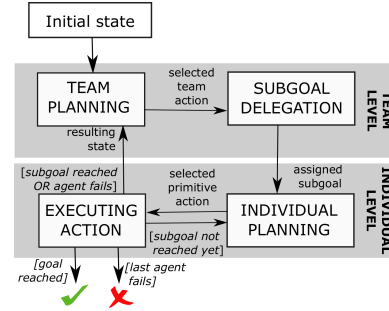 Initial state
TEAM
PLANNING
selected
team
action
SUBGOAL
DELEGATION
TEAM
LEVEL
resulting
state
[subgoal reached
OR agent fails]
selected
primitive
action
assigned
subgoal
EXECUTING
ACTION
[subgoal not
reached yet]
INDIVIDUAL
PLANNING
INDIVIDUAL
LEVEL
[goal
reached]
[last agent
fails]